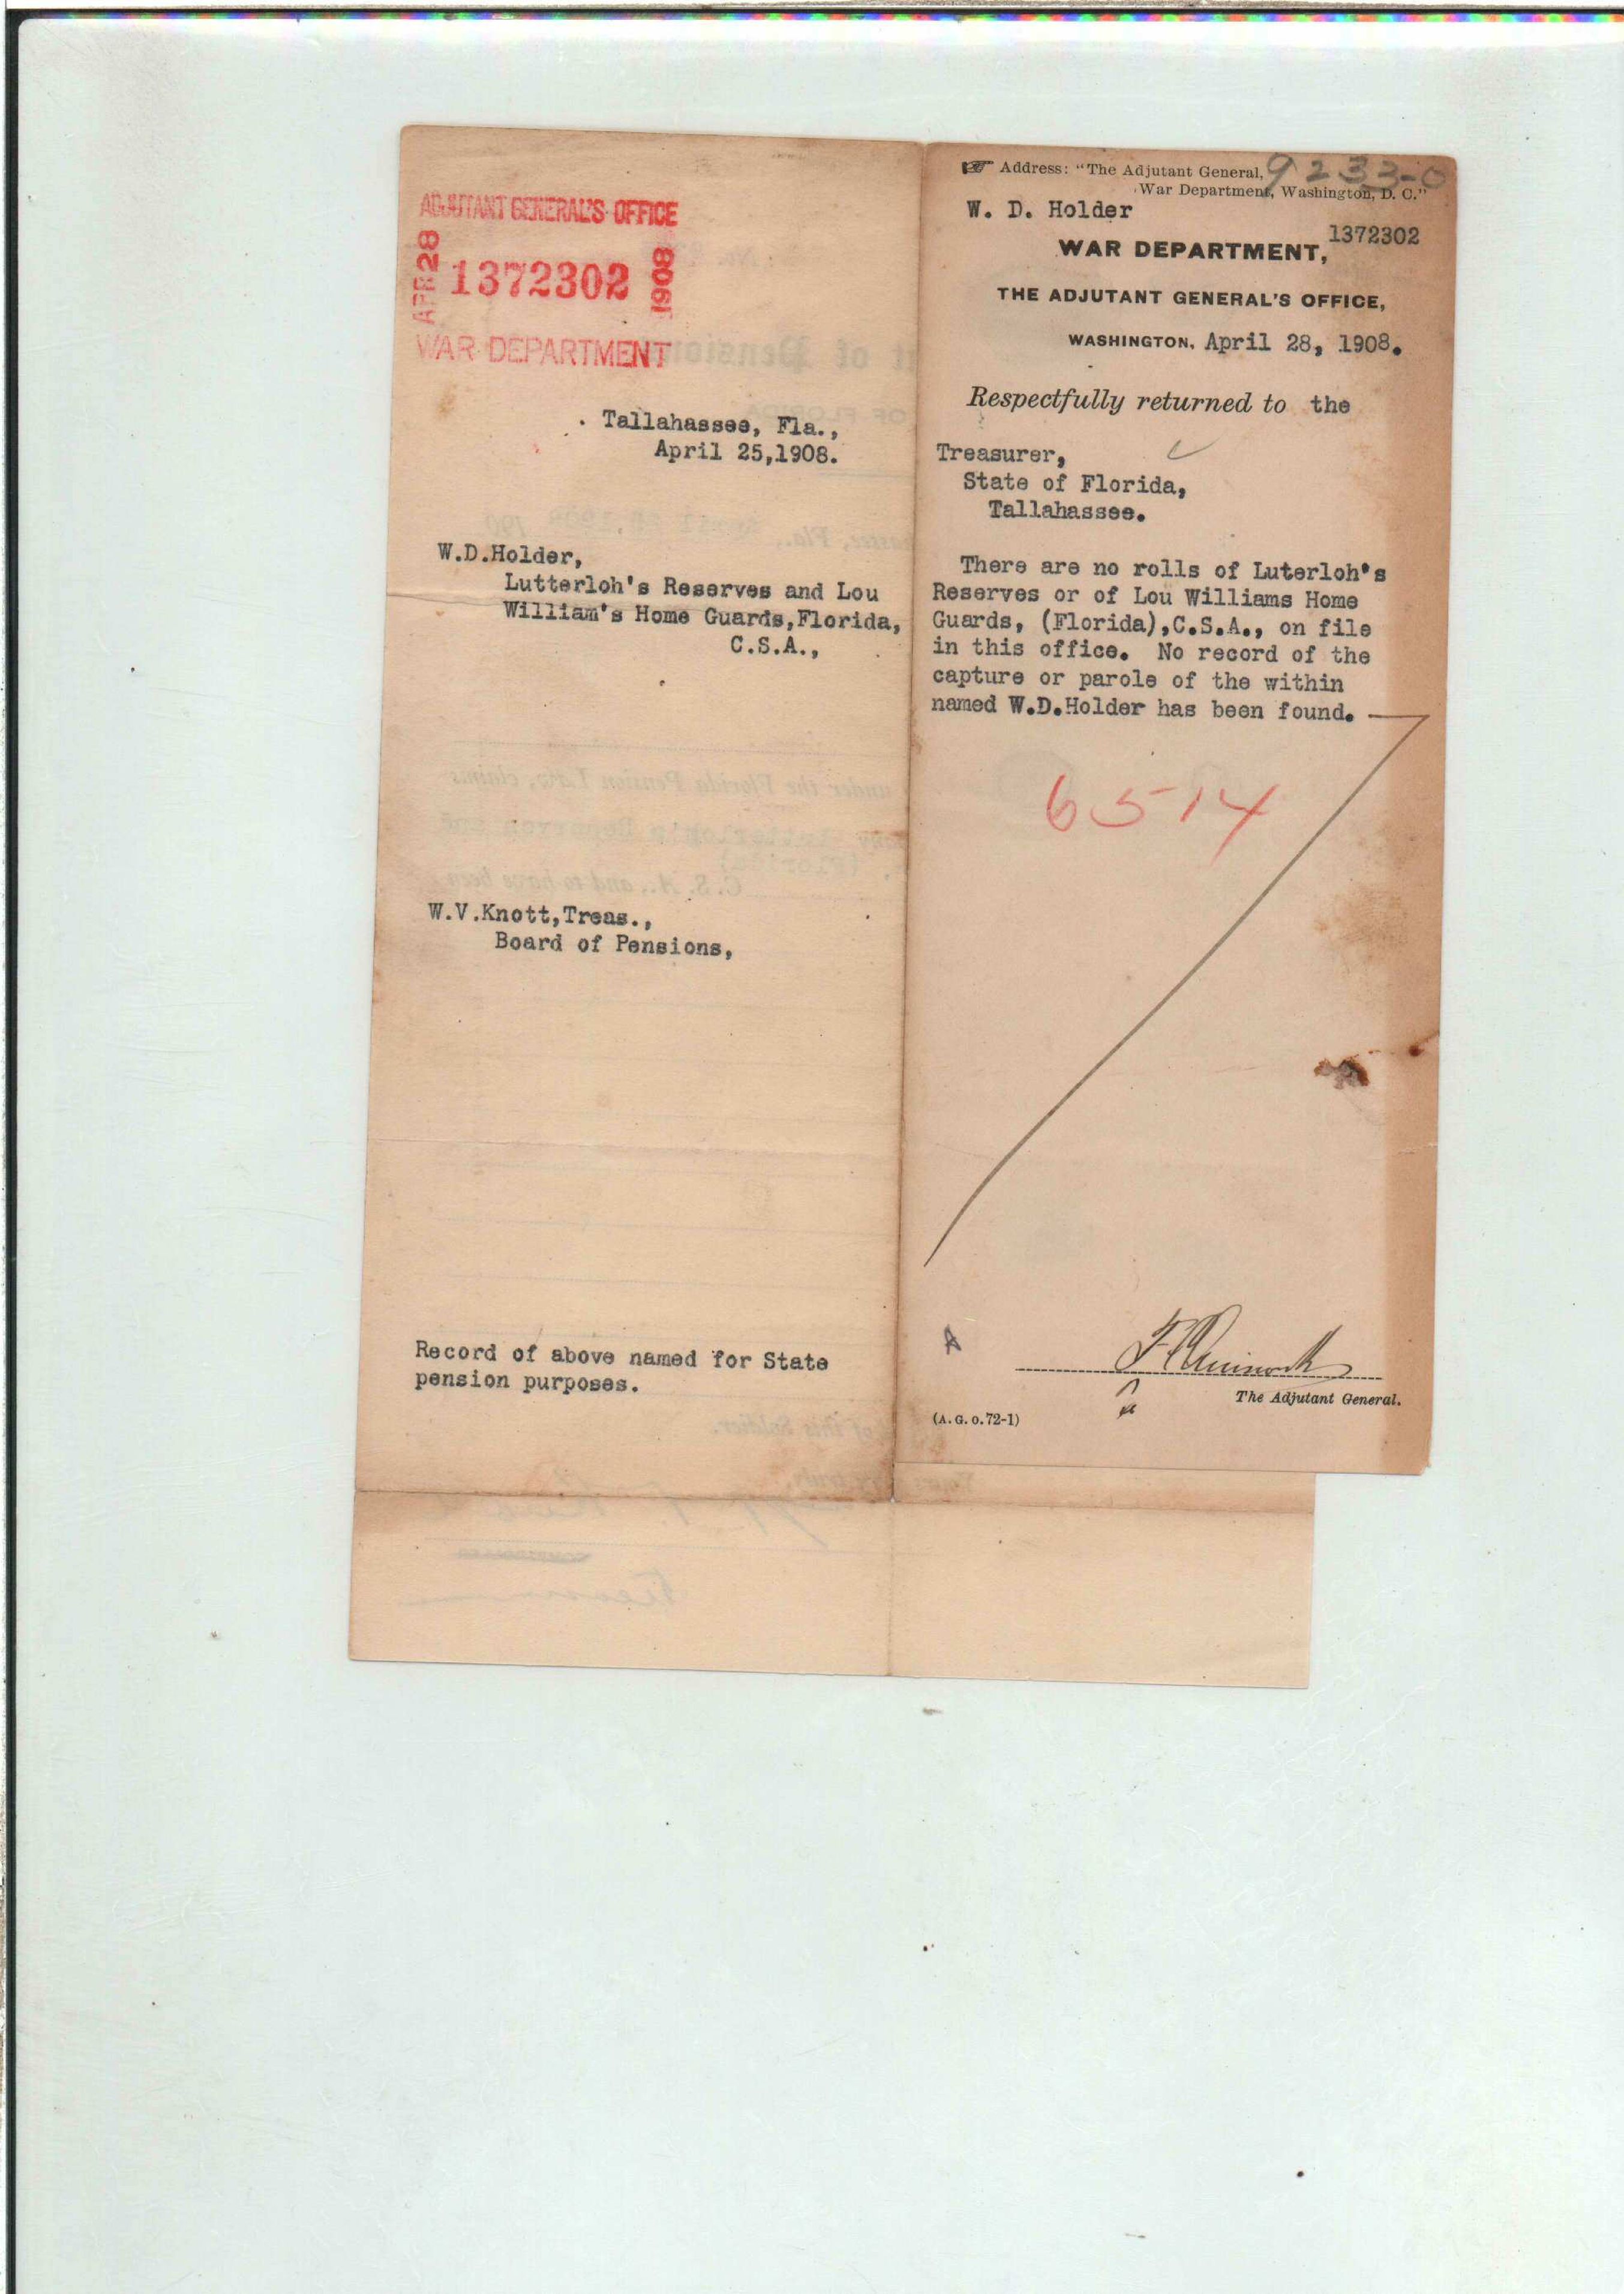 ADJUTANT GENERAL'S OFFICE
APR 28 1372302 1908
WAR DEPARTMENT
Tallahassee, Fla.,
April 25,1908.
W.D.Holder,
Lutterloh's Reserves and Lou
William's Home Guards,Florida,
C.S.A.,
W.V.Knott,Treas.,
Board of Pensions,
Record of above named for State
pension purposes.
☞ Address: "The Adjutant General,
War Department, Washington, D. C."
9233-0
W. D. Holder
1372302
WAR DEPARTMENT,
THE ADJUTANT GENERAL'S OFFICE,
WASHINGTON, April 28, 1908.
Respectfully returned to the
Treasurer,
State of Florida,
Tallahassee.
There are no rolls of Luterloh's
Reserves or of Lou Williams Home
Guards, (Florida),C.S.A., on file
in this office. No record of the
capture or parole of the within
named W.D.Holder has been found.
6514
A
The Adjutant General.
(A. G. O. 72-1)